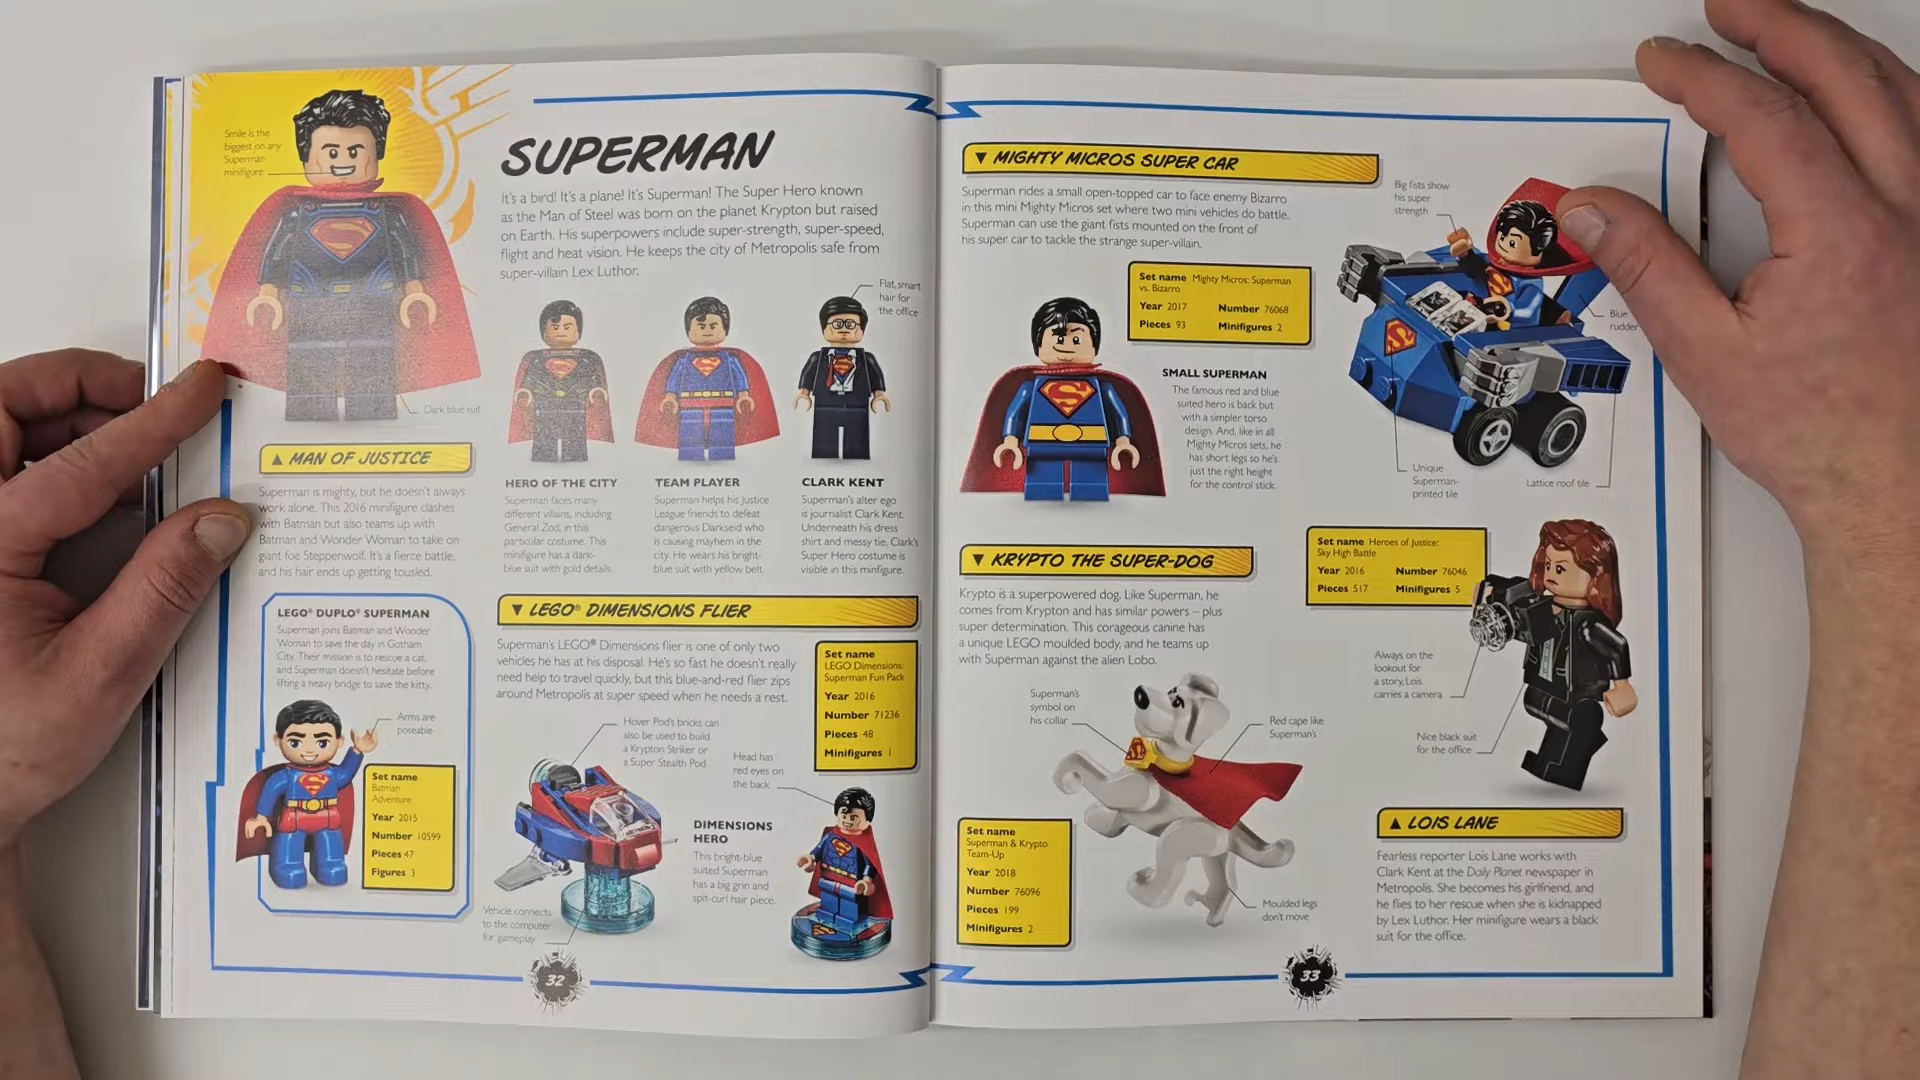 Smile is the
biggest on any
Superman
minifigure
Dark blue suit
SUPERMAN
It's a bird! It's a plane! It's Superman! The Super Hero known
as the Man of Steel was born on the planet Krypton but raised
on Earth. His superpowers include super-strength, super-speed,
flight and heat vision. He keeps the city of Metropolis safe from
super-villain Lex Luthor.
Flat, smart
hair for
the office
▲ MAN OF JUSTICE
Superman is mighty, but he doesn't always
work alone. This 2016 minifigure clashes
with Batman but also teams up with
Batman and Wonder Woman to take on
giant foe Steppenwolf. It's a fierce battle,
and his hair ends up getting tousled.
HERO OF THE CITY
Superman faces many
different villains, including
General Zod, in this
particular costume. This
minifigure has a dark-
blue suit with gold details.
TEAM PLAYER
Superman helps his Justice
League friends to defeat
dangerous Darkseid who
is causing mayhem in the
city. He wears his bright-
blue suit with yellow belt.
CLARK KENT
Superman's alter ego
is journalist Clark Kent.
Underneath his dress
shirt and messy tie, Clark's
Super Hero costume is
visible in this minifigure.
LEGO® DUPLO® SUPERMAN
Superman joins Batman and Wonder
Woman to save the day in Gotham
City. Their mission is to rescue a cat,
and Superman doesn't hesitate before
lifting a heavy bridge to save the kitty.
Arms are
poseable
Set name
Batman
Adventure
Year 2015
Number 10599
Pieces 47
Figures 3
▼ LEGO® DIMENSIONS FLIER
Superman's LEGO® Dimensions flier is one of only two
vehicles he has at his disposal. He's so fast he doesn't really
need help to travel quickly, but this blue-and-red flier zips
around Metropolis at super speed when he needs a rest.
Set name
LEGO Dimensions:
Superman Fun Pack
Year 2016
Number 71236
Pieces 48
Minifigures 1
Hover Pod's bricks can
also be used to build
a Krypton Striker or
a Super Stealth Pod
Head has
red eyes on
the back
DIMENSIONS
HERO
This bright-blue
suited Superman
has a big grin and
spit-curl hair piece.
Vehicle connects
to the computer
for gameplay
32
▼ MIGHTY MICROS SUPER CAR
Superman rides a small open-topped car to face enemy Bizarro
in this mini Mighty Micros set where two mini vehicles do battle.
Superman can use the giant fists mounted on the front of
his super car to tackle the strange super-villain.
Set name Mighty Micros: Superman
vs. Bizarro
Year 2017 Number 76068
Pieces 93 Minifigures 2
Big fists show
his super
strength
Blue
rudder
SMALL SUPERMAN
The famous red and blue
suited hero is back but
with a simpler torso
design. And, like in all
Mighty Micros sets, he
has short legs so he's
just the right height
for the control stick.
Unique
Superman-
printed tile
Lattice roof tile
▼ KRYPTO THE SUPER-DOG
Krypto is a superpowered dog. Like Superman, he
comes from Krypton and has similar powers – plus
super determination. This corageous canine has
a unique LEGO moulded body, and he teams up
with Superman against the alien Lobo.
Set name Heroes of Justice:
Sky High Battle
Year 2016 Number 76046
Pieces 517 Minifigures 5
Always on the
lookout for
a story, Lois
carries a camera
Nice black suit
for the office
Superman's
symbol on
his collar
Red cape like
Superman's
Set name
Superman & Krypto
Team-Up
Year 2018
Number 76096
Pieces 199
Minifigures 2
Moulded legs
don't move
▲ LOIS LANE
Fearless reporter Lois Lane works with
Clark Kent at the Daily Planet newspaper in
Metropolis. She becomes his girlfriend, and
he flies to her rescue when she is kidnapped
by Lex Luthor. Her minifigure wears a black
suit for the office.
33